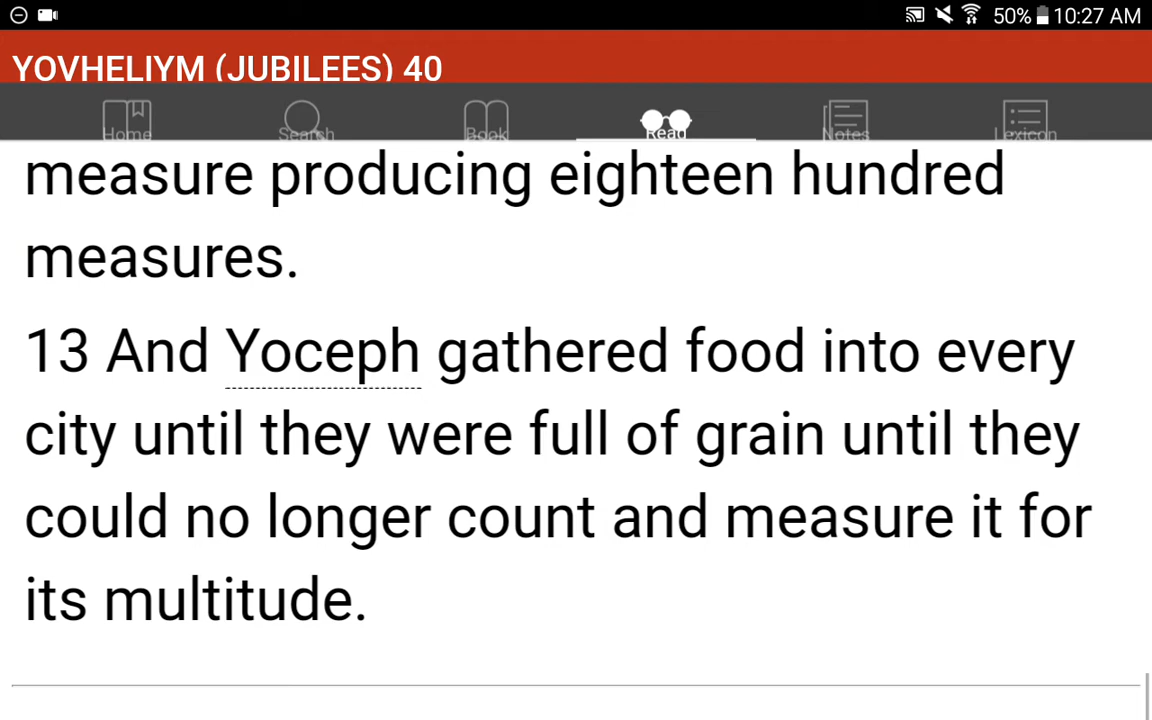 50% 10:27 AM
YOVHELIYM (JUBILEES) 40
Home Search Book Read Notes Lexicon
measure producing eighteen hundred
measures.
13 And Yoceph gathered food into every
city until they were full of grain until they
could no longer count and measure it for
its multitude.